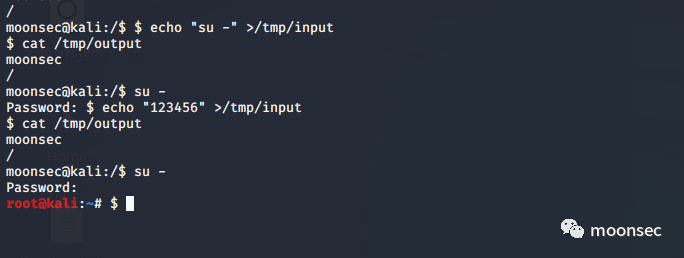 /
moonsec@kali:/$ $ echo "su -" >/tmp/input
$ cat /tmp/output
moonsec
/
moonsec@kali:/$ su -
Password: $ echo "123456" >/tmp/input
$ cat /tmp/output
moonsec
/
moonsec@kali:/$ su -
Password:
root@kali:~# $
moonsec